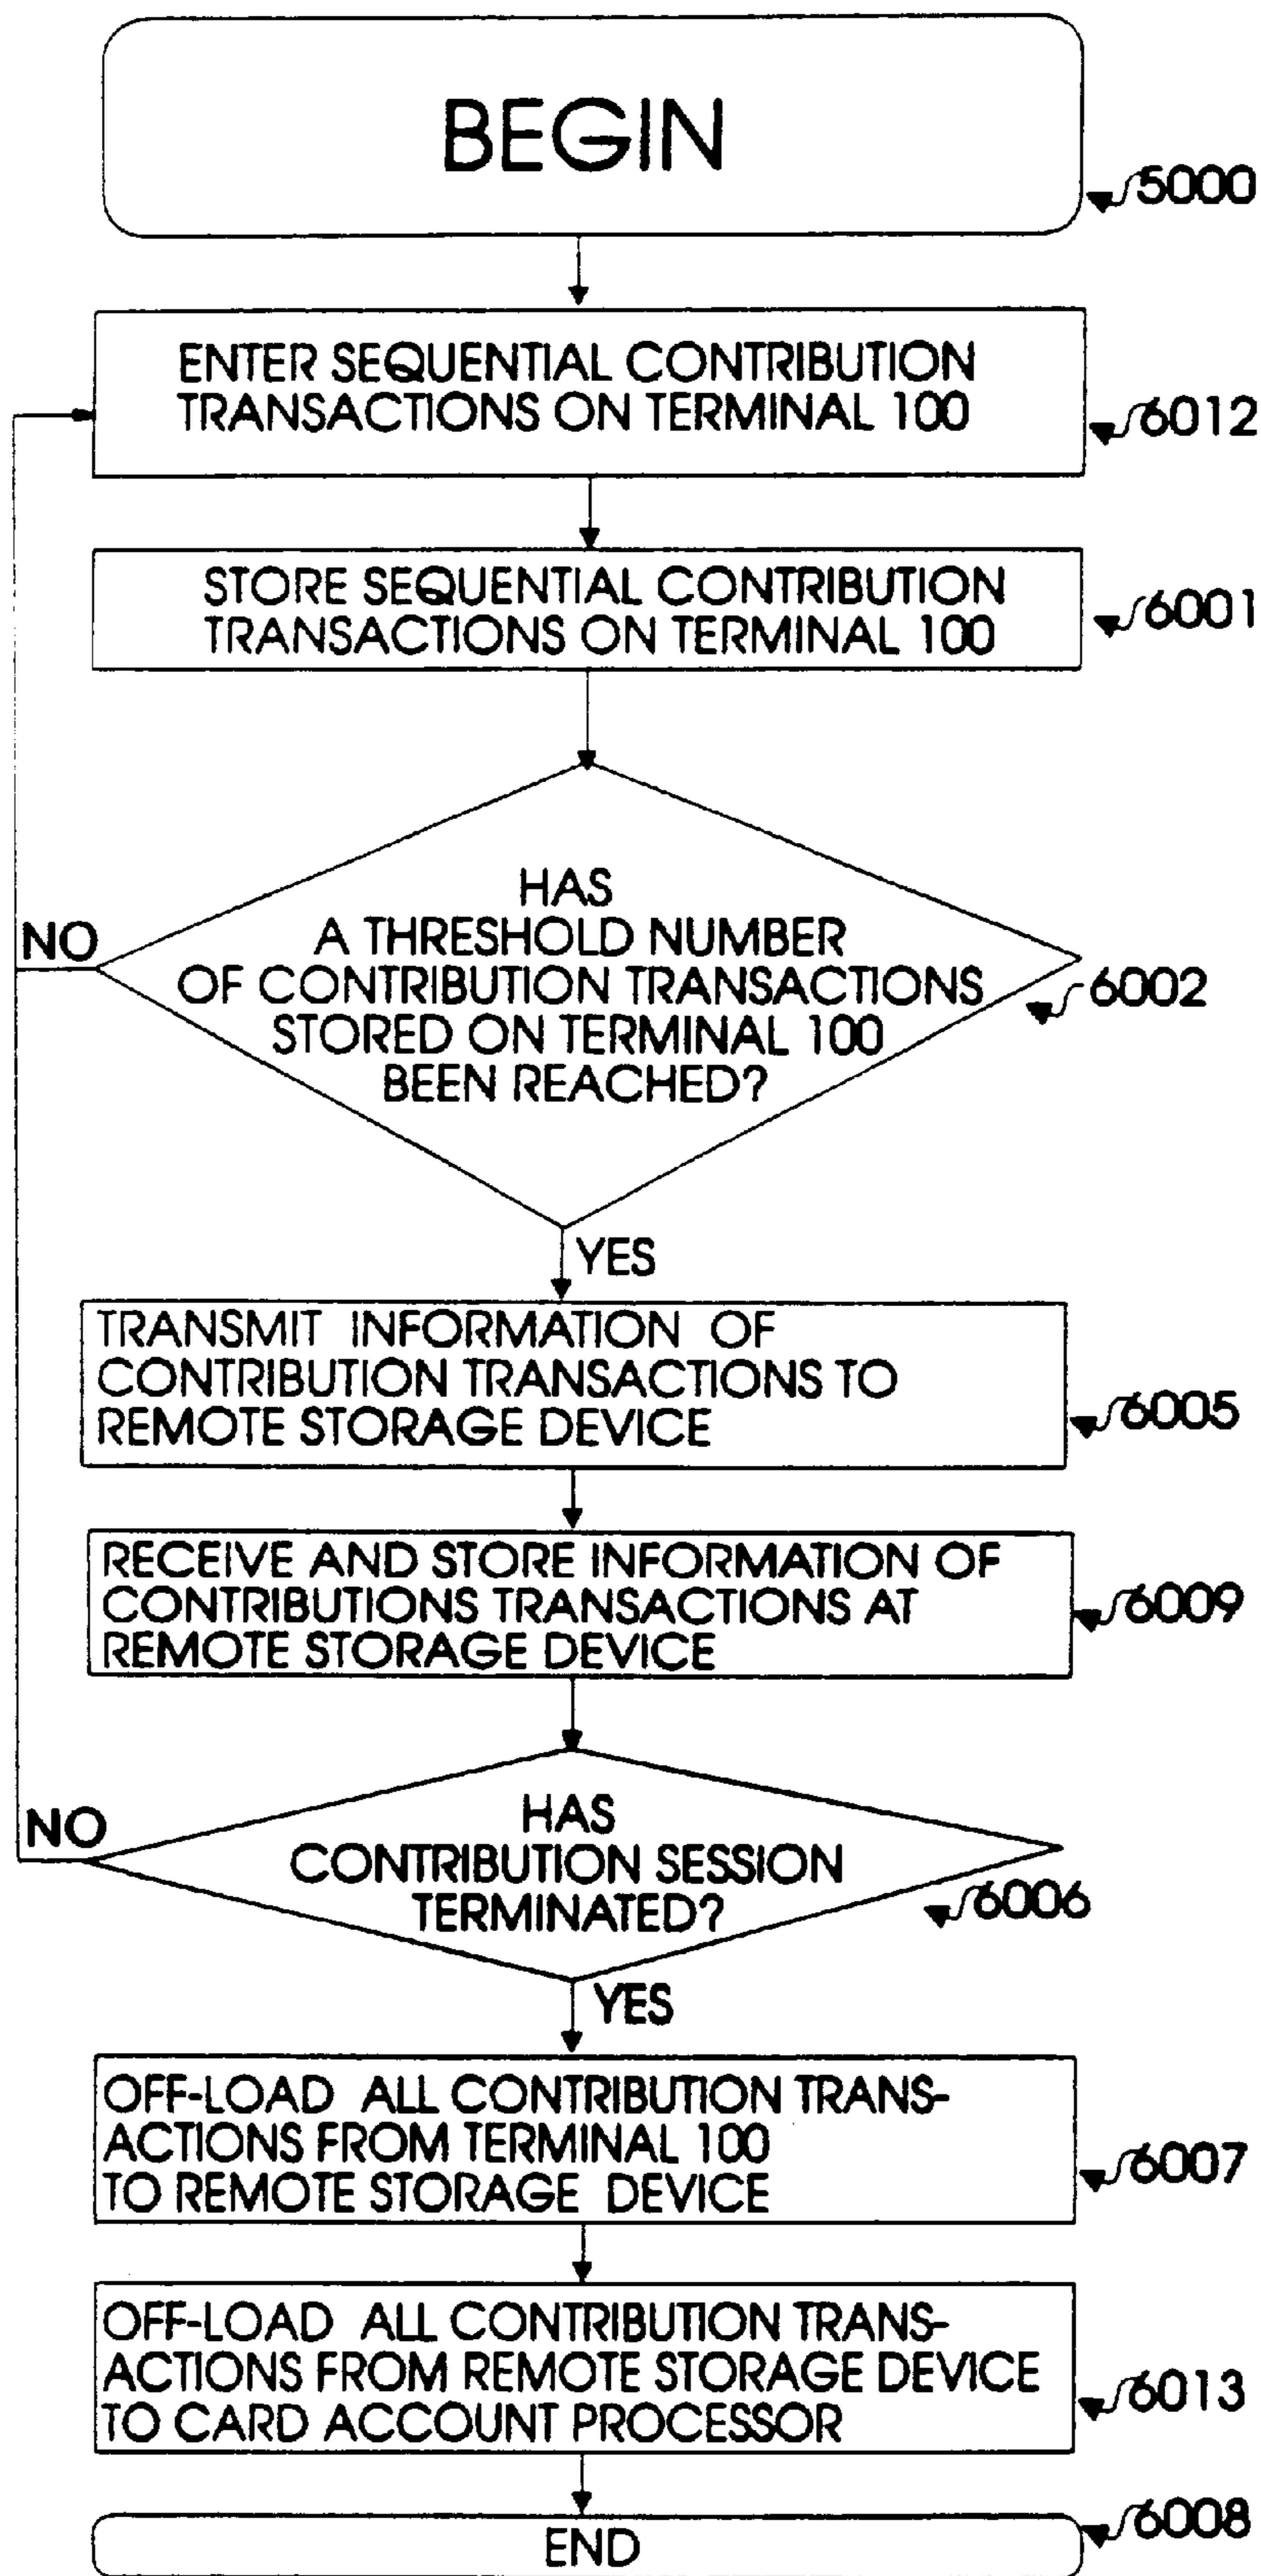 BEGIN
5000
ENTER SEQUENTIAL CONTRIBUTION
TRANSACTIONS ON TERMINAL 100
6012
STORE SEQUENTIAL CONTRIBUTION
TRANSACTIONS ON TERMINAL 100
6001
HAS
A THRESHOLD NUMBER
OF CONTRIBUTION TRANSACTIONS
STORED ON TERMINAL 100
BEEN REACHED?
NO
6002
YES
TRANSMIT INFORMATION OF
CONTRIBUTION TRANSACTIONS TO
REMOTE STORAGE DEVICE
6005
RECEIVE AND STORE INFORMATION OF
CONTRIBUTIONS TRANSACTIONS AT
REMOTE STORAGE DEVICE
6009
HAS
CONTRIBUTION SESSION
TERMINATED?
NO
6006
YES
OFF-LOAD ALL CONTRIBUTION TRANS-
ACTIONS FROM TERMINAL 100
TO REMOTE STORAGE DEVICE
6007
OFF-LOAD ALL CONTRIBUTION TRANS-
ACTIONS FROM REMOTE STORAGE DEVICE
TO CARD ACCOUNT PROCESSOR
6013
END
6008